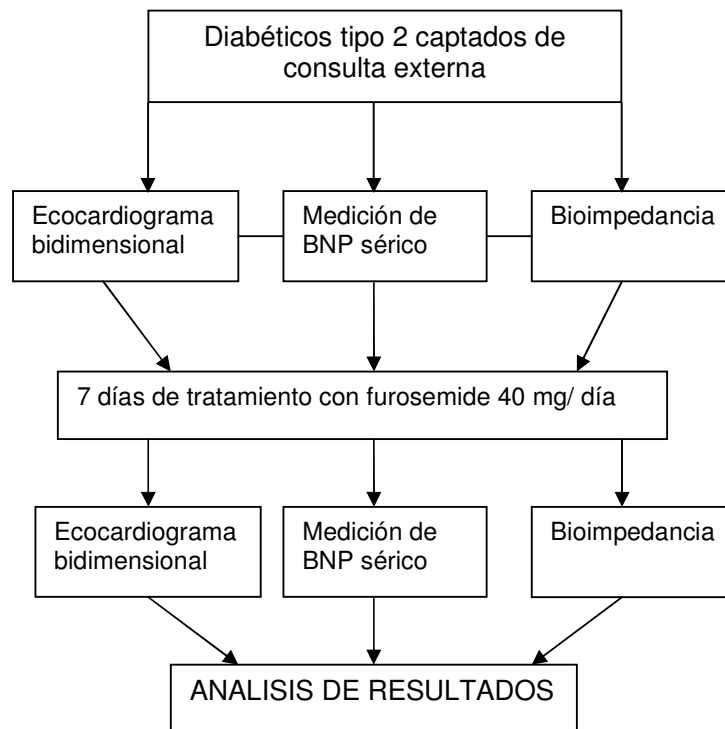 Diabéticos tipo 2 captados de
consulta externa
Ecocardiograma
bidimensional
Medición de
BNP sérico
Bioimpedancia
7 días de tratamiento con furosemide 40 mg/ día
Ecocardiograma
bidimensional
Medición de
BNP sérico
Bioimpedancia
ANALISIS DE RESULTADOS